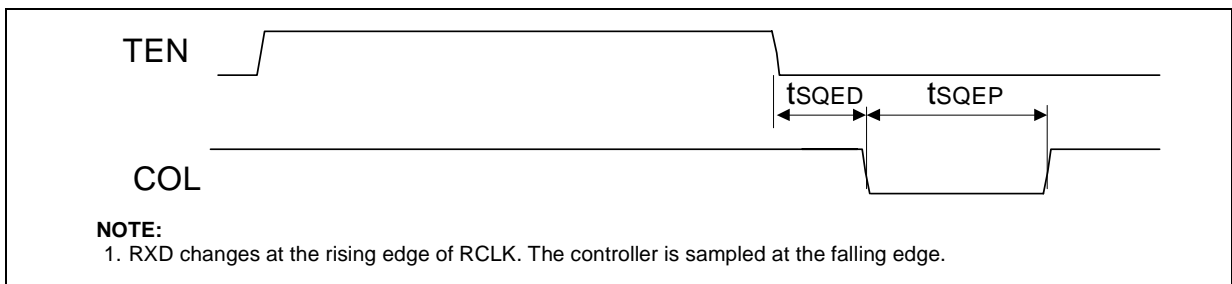 TEN
tSQED tSQEP
COL
NOTE:
1. RXD changes at the rising edge of RCLK. The controller is sampled at the falling edge.